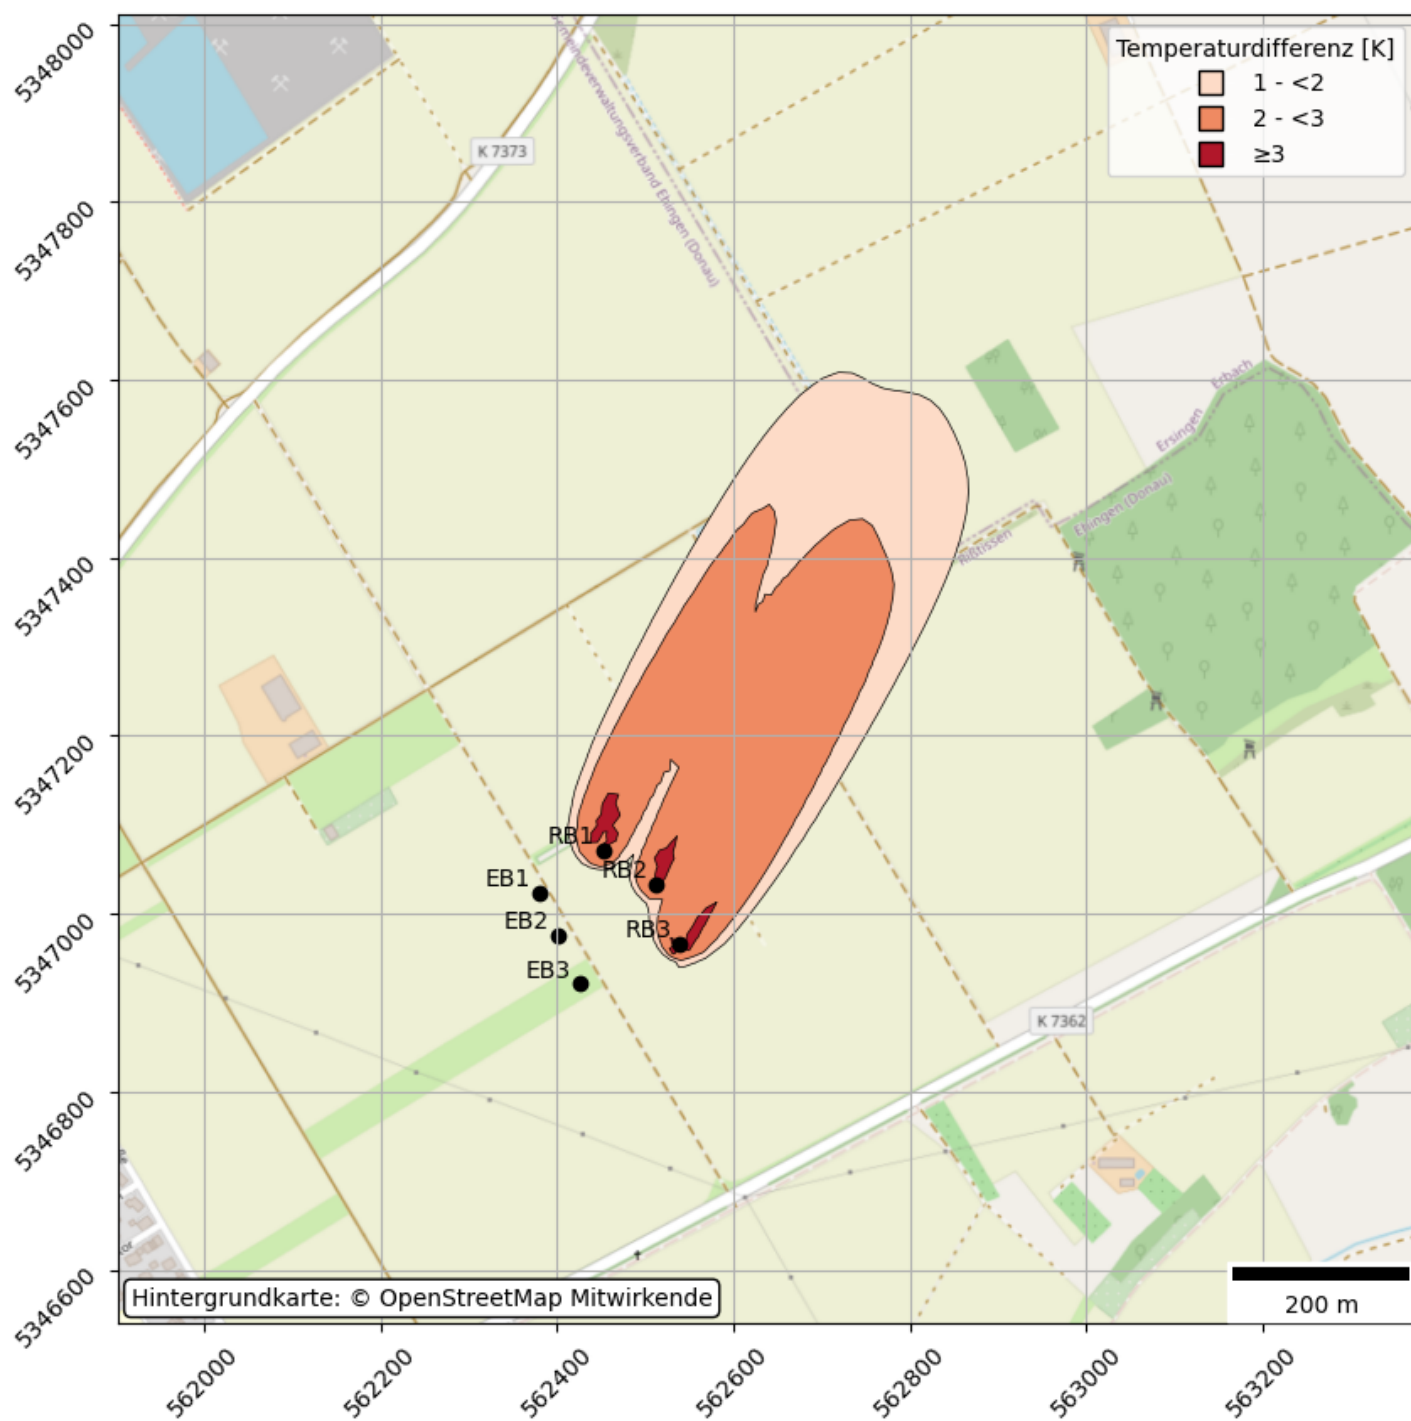 Temperaturdifferenz [K]
1 - <2
2 - <3
≥3
5348000
5347800
5347600
5347400
5347200
5347000
5346800
5346600
K 7373
Gemeindeverwaltungsverband Ehingen (Donau)
Erbach
Ersingen
Ehingen (Donau)
Rißtissen
RB1
RB2
EB1
EB2
RB3
EB3
K 7362
Hintergrundkarte: © OpenStreetMap Mitwirkende
200 m
562000
562200
562400
562600
562800
563000
563200